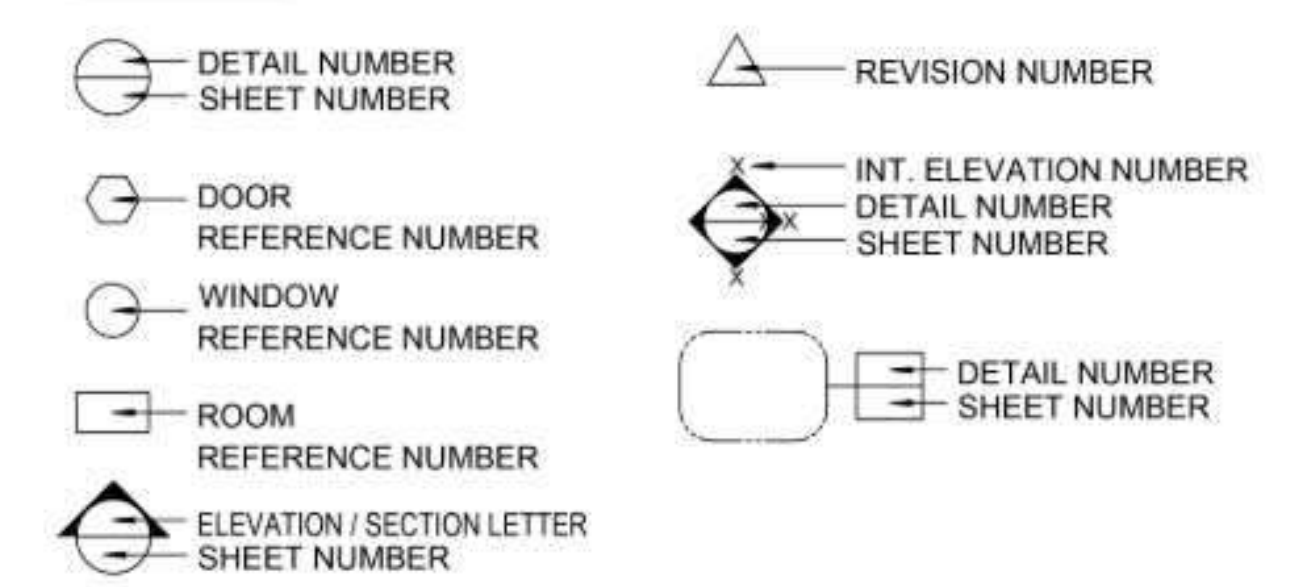 DETAIL NUMBER
SHEET NUMBER
DOOR
REFERENCE NUMBER
WINDOW
REFERENCE NUMBER
ROOM
REFERENCE NUMBER
ELEVATION / SECTION LETTER
SHEET NUMBER
REVISION NUMBER
X
INT. ELEVATION NUMBER
DETAIL NUMBER
X X
SHEET NUMBER
X
DETAIL NUMBER
SHEET NUMBER